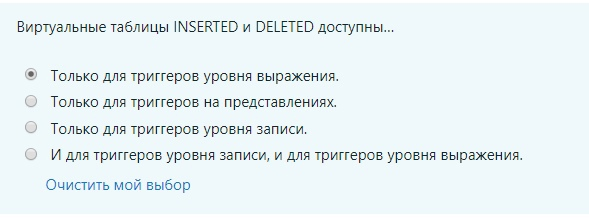 Виртуальные таблицы INSERTED и DELETED доступны...
Только для триггеров уровня выражения.
Только для триггеров на представлениях.
Только для триггеров уровня записи.
И для триггеров уровня записи, и для триггеров уровня выражения.
Очистить мой выбор